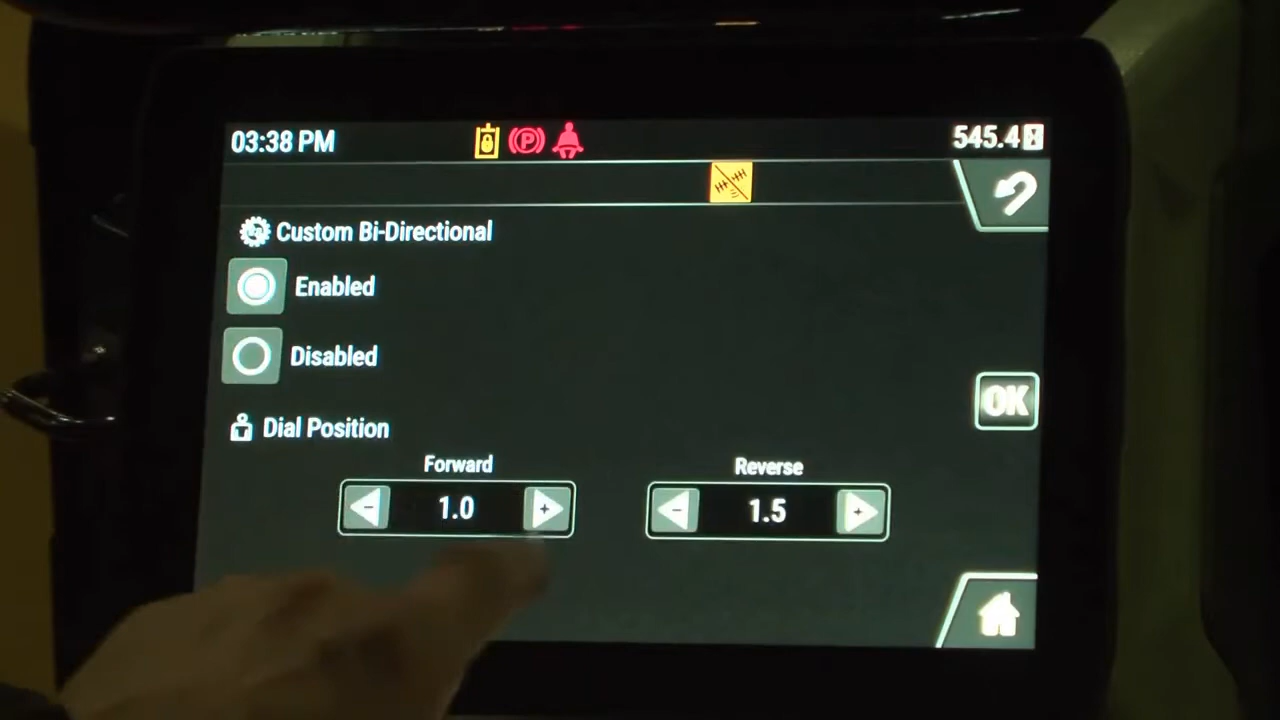 03:38 PM
545.4
Custom Bi-Directional
Enabled
Disabled
OK
Dial Position
Forward
Reverse
- 1.0 +
- 1.5 +